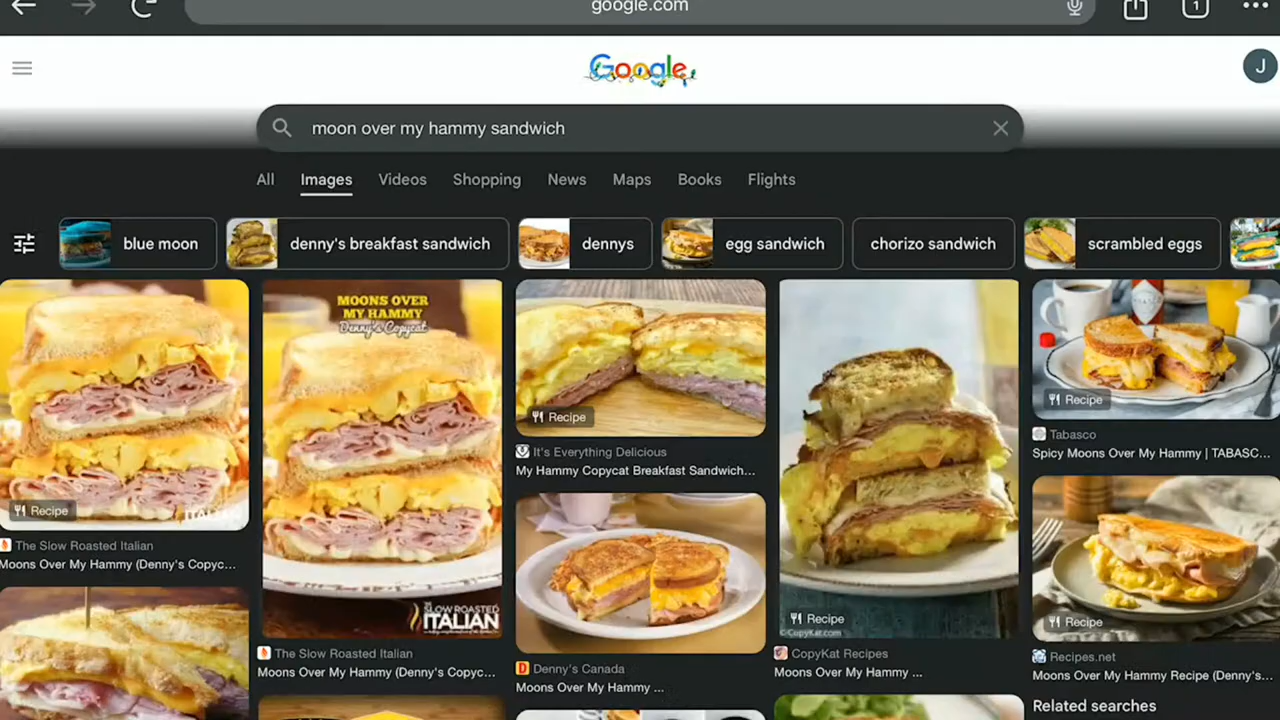 google.com
1
Google
J
moon over my hammy sandwich
All Images Videos Shopping News Maps Books Flights
blue moon
denny's breakfast sandwich
dennys
egg sandwich
chorizo sandwich
scrambled eggs
Recipe
ITALIAN
The Slow Roasted Italian
Moons Over My Hammy (Denny's Copyc...
MOONS OVER
MY HAMMY
Denny's Copycat
THE SLOW ROASTED
ITALIAN
The Slow Roasted Italian
Moons Over My Hammy (Denny's Copyc...
Recipe
It's Everything Delicious
My Hammy Copycat Breakfast Sandwich...
D
Denny's Canada
Moons Over My Hammy ...
Recipe
© CopyKat.com
CopyKat Recipes
Moons Over My Hammy ...
TABASCO
Recipe
Tabasco
Spicy Moons Over My Hammy | TABASC...
Recipe
Recipes.net
Moons Over My Hammy Recipe (Denny's...
Related searches